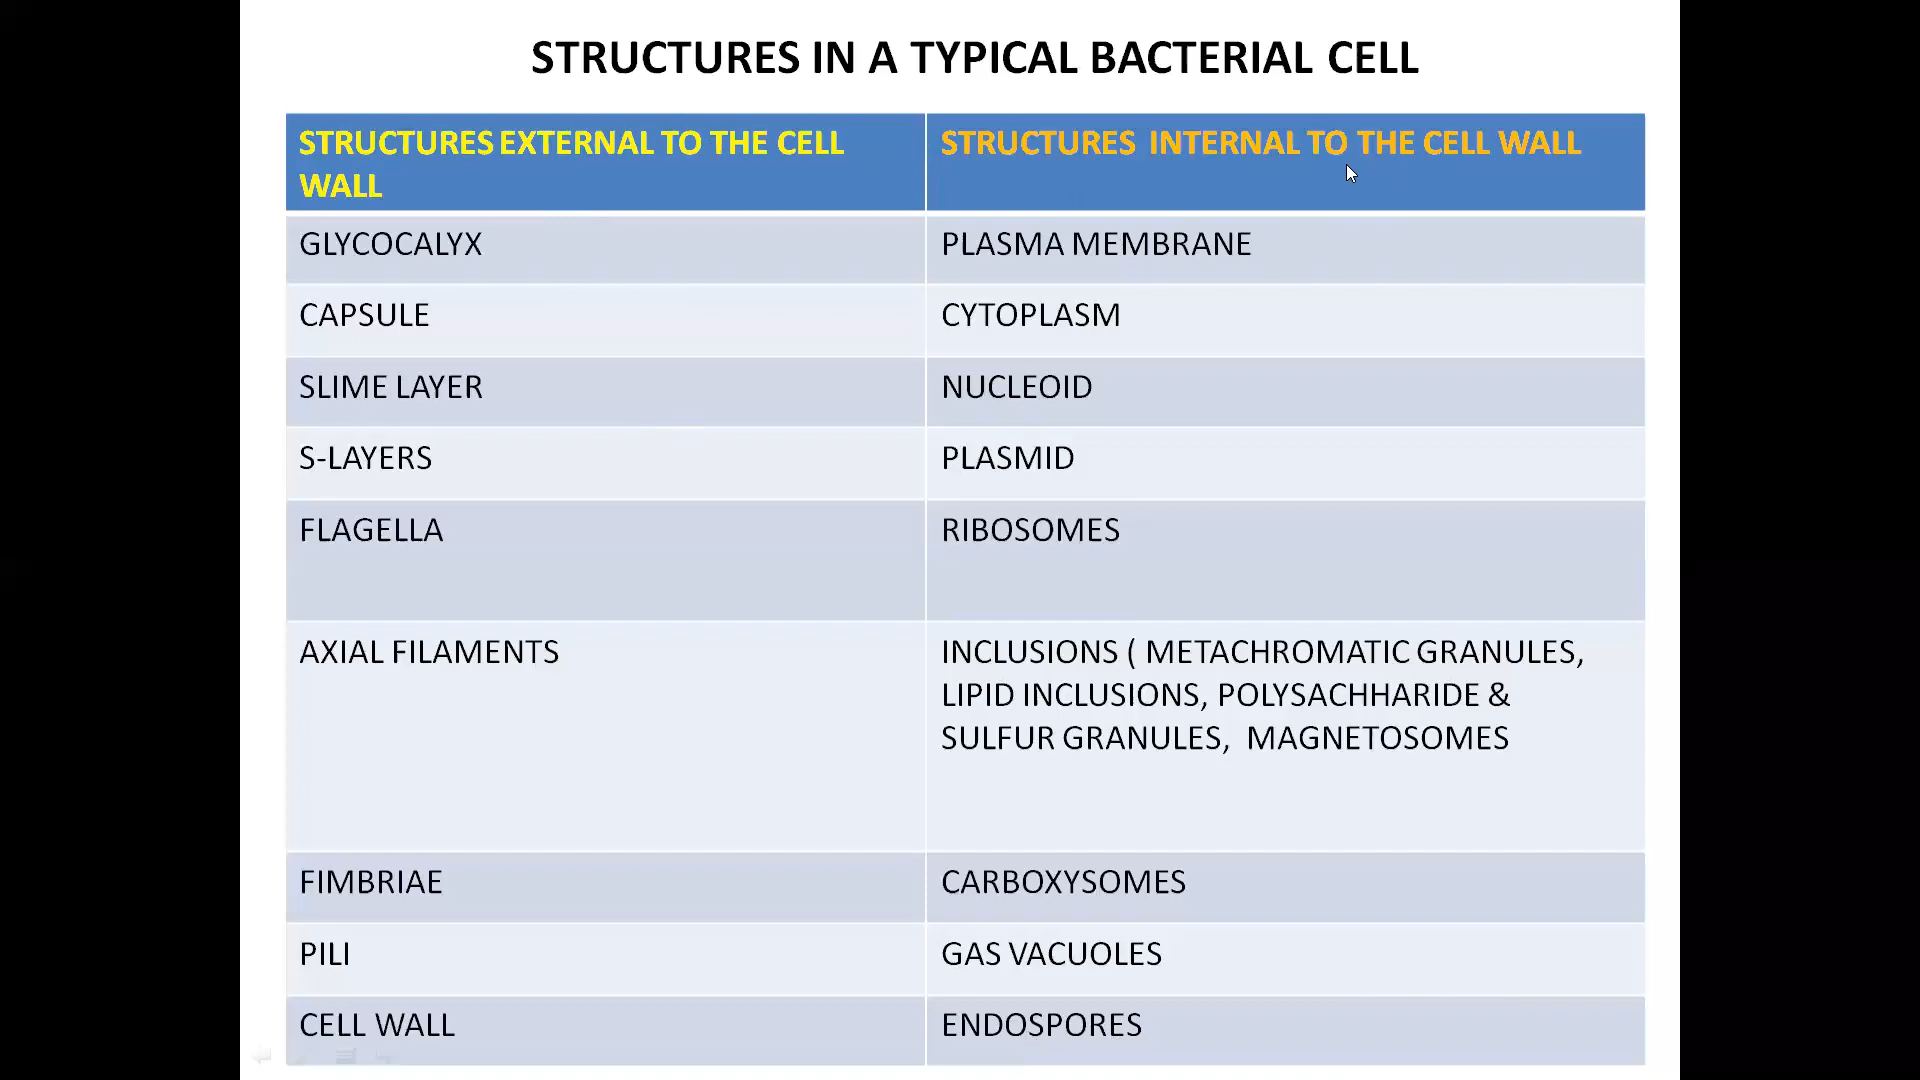 STRUCTURES IN A TYPICAL BACTERIAL CELL
STRUCTURES EXTERNAL TO THE CELL
WALL
STRUCTURES INTERNAL TO THE CELL WALL
GLYCOCALYX
PLASMA MEMBRANE
CAPSULE
CYTOPLASM
SLIME LAYER
NUCLEOID
S-LAYERS
PLASMID
FLAGELLA
RIBOSOMES
AXIAL FILAMENTS
INCLUSIONS ( METACHROMATIC GRANULES,
LIPID INCLUSIONS, POLYSACHHARIDE &
SULFUR GRANULES, MAGNETOSOMES
FIMBRIAE
CARBOXYSOMES
PILI
GAS VACUOLES
CELL WALL
ENDOSPORES